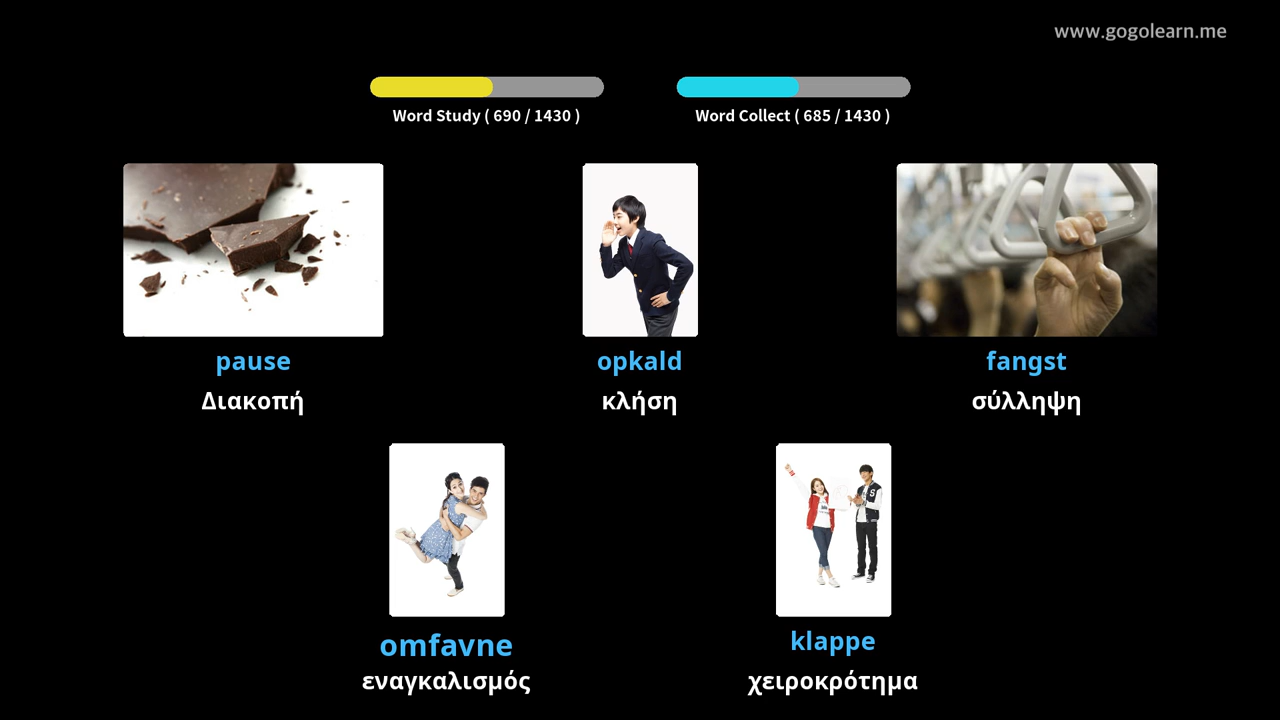 www.gogolearn.me
Word Study ( 690 / 1430 )
Word Collect ( 685 / 1430 )
pause
Διακοπή
opkald
κλήση
fangst
σύλληψη
omfavne
εναγκαλισμός
klappe
χειροκρότημα